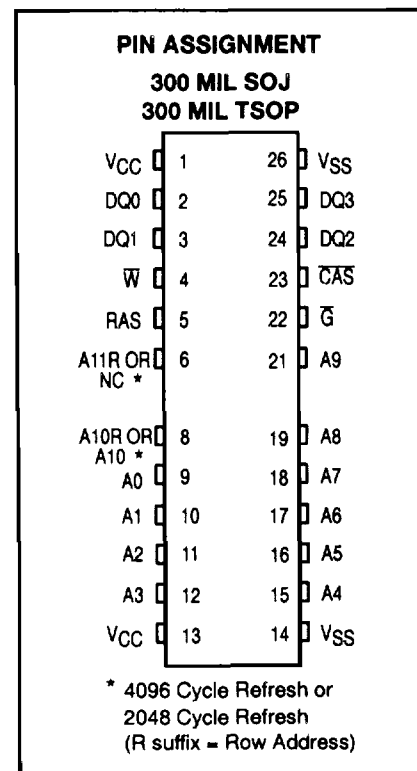 PIN ASSIGNMENT
300 MIL SOJ
300 MIL TSOP
VCC 1 26 VSS
DQ0 2 25 DQ3
DQ1 3 24 DQ2
W̅ 4 23 C̅A̅S̅
RAS 5 22 G̅
A11R OR NC * 6 21 A9
A10R OR A10 * 8 19 A8
A0 9 18 A7
A1 10 17 A6
A2 11 16 A5
A3 12 15 A4
VCC 13 14 VSS
* 4096 Cycle Refresh or
2048 Cycle Refresh
(R suffix = Row Address)